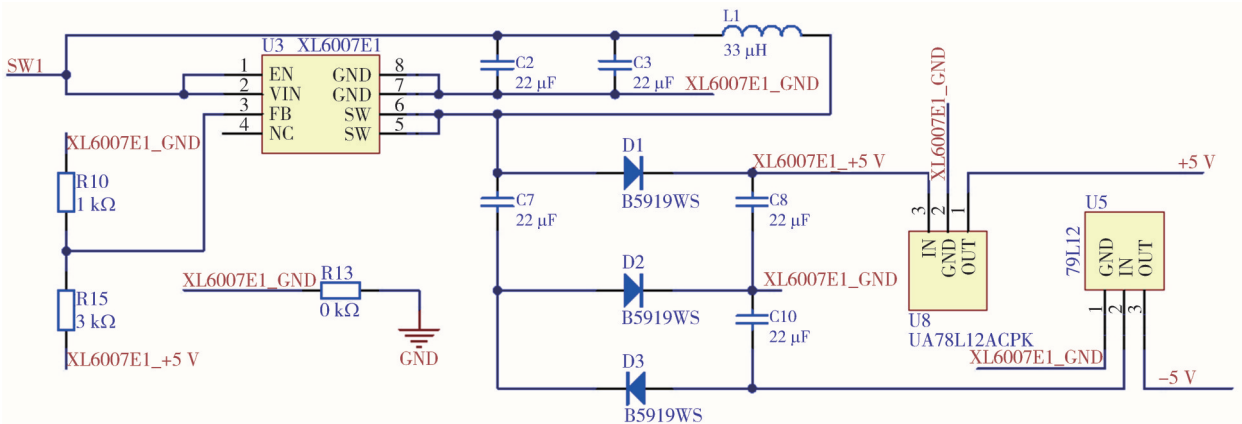 SW1
U3 XL6007E1
1 EN
2 VIN
3 FB
4 NC
GND 8
GND 7
SW 6
SW 5
C2
22 μF
C3
22 μF
L1
33 μH
XL6007E1_GND
XL6007E1_GND
R10
1 kΩ
R15
3 kΩ
XL6007E1_+5 V
XL6007E1_GND
R13
0 kΩ
GND
C7
22 μF
D1
B5919WS
D2
B5919WS
D3
B5919WS
XL6007E1_+5 V
C8
22 μF
XL6007E1_GND
C10
22 μF
XL6007E1_GND
3 2 1
IN
GND
OUT
U8
UA78L12ACPK
+5 V
U5
79L12
GND
IN
OUT
1 2 3
XL6007E1_GND
−5 V